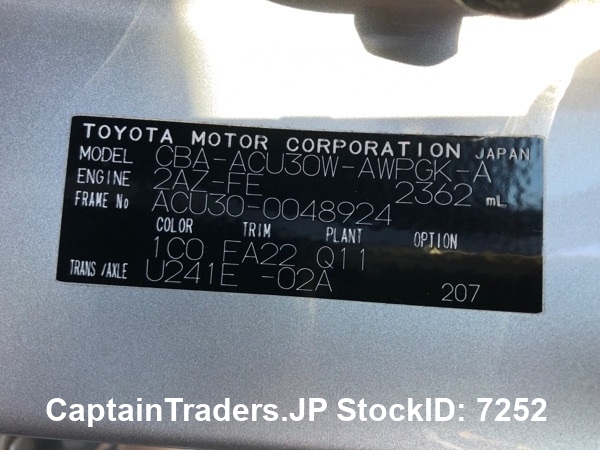 TOYOTA MOTOR CORPORATION JAPAN
MODEL CBA-ACU30W-AWPGK-A
ENGINE 2AZ-FE 2362 mL
FRAME No ACU30-0048924
COLOR TRIM PLANT OPTION
1C0 EA22 Q11
TRANS/AXLE U241E -02A 207
CaptainTraders.JP StockID: 7252